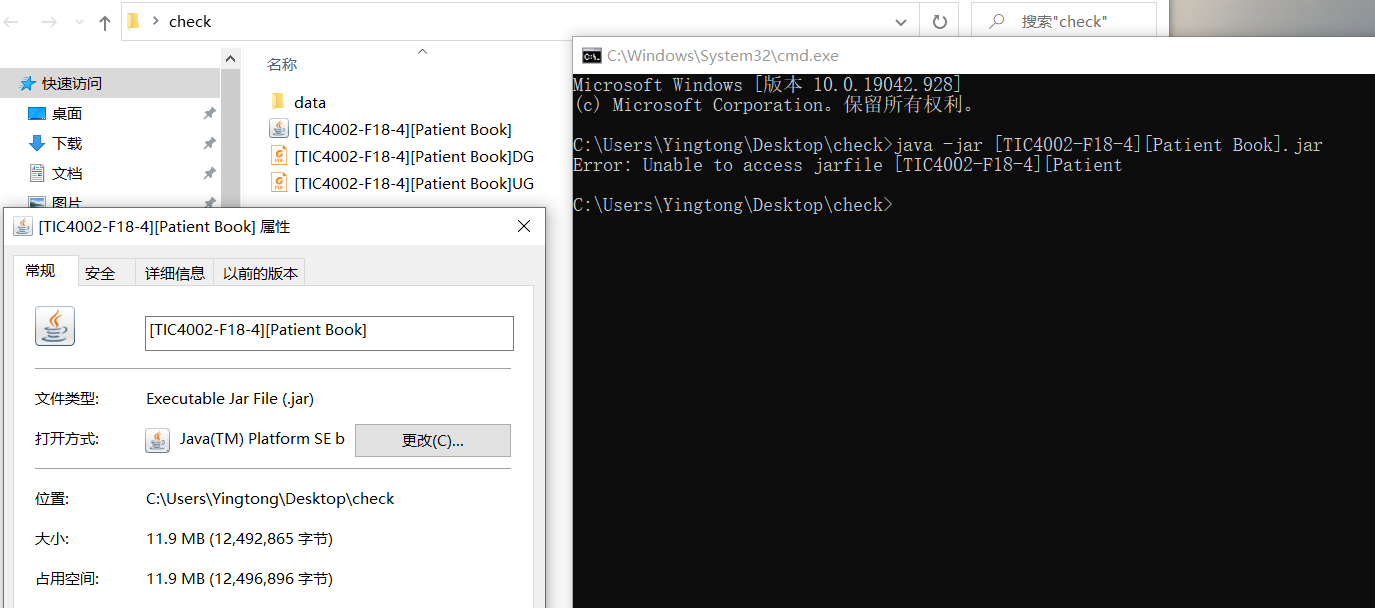 check
搜索"check"
快速访问
桌面
下载
文档
图片
名称
data
[TIC4002-F18-4][Patient Book]
[TIC4002-F18-4][Patient Book]DG
[TIC4002-F18-4][Patient Book]UG
[TIC4002-F18-4][Patient Book] 属性
常规 安全 详细信息 以前的版本
[TIC4002-F18-4][Patient Book]
文件类型: Executable Jar File (.jar)
打开方式: Java(TM) Platform SE b 更改(C)...
位置: C:\Users\Yingtong\Desktop\check
大小: 11.9 MB (12,492,865 字节)
占用空间: 11.9 MB (12,496,896 字节)
C:\Windows\System32\cmd.exe
Microsoft Windows [版本 10.0.19042.928]
(c) Microsoft Corporation。保留所有权利。
C:\Users\Yingtong\Desktop\check>java -jar [TIC4002-F18-4][Patient Book].jar
Error: Unable to access jarfile [TIC4002-F18-4][Patient
C:\Users\Yingtong\Desktop\check>